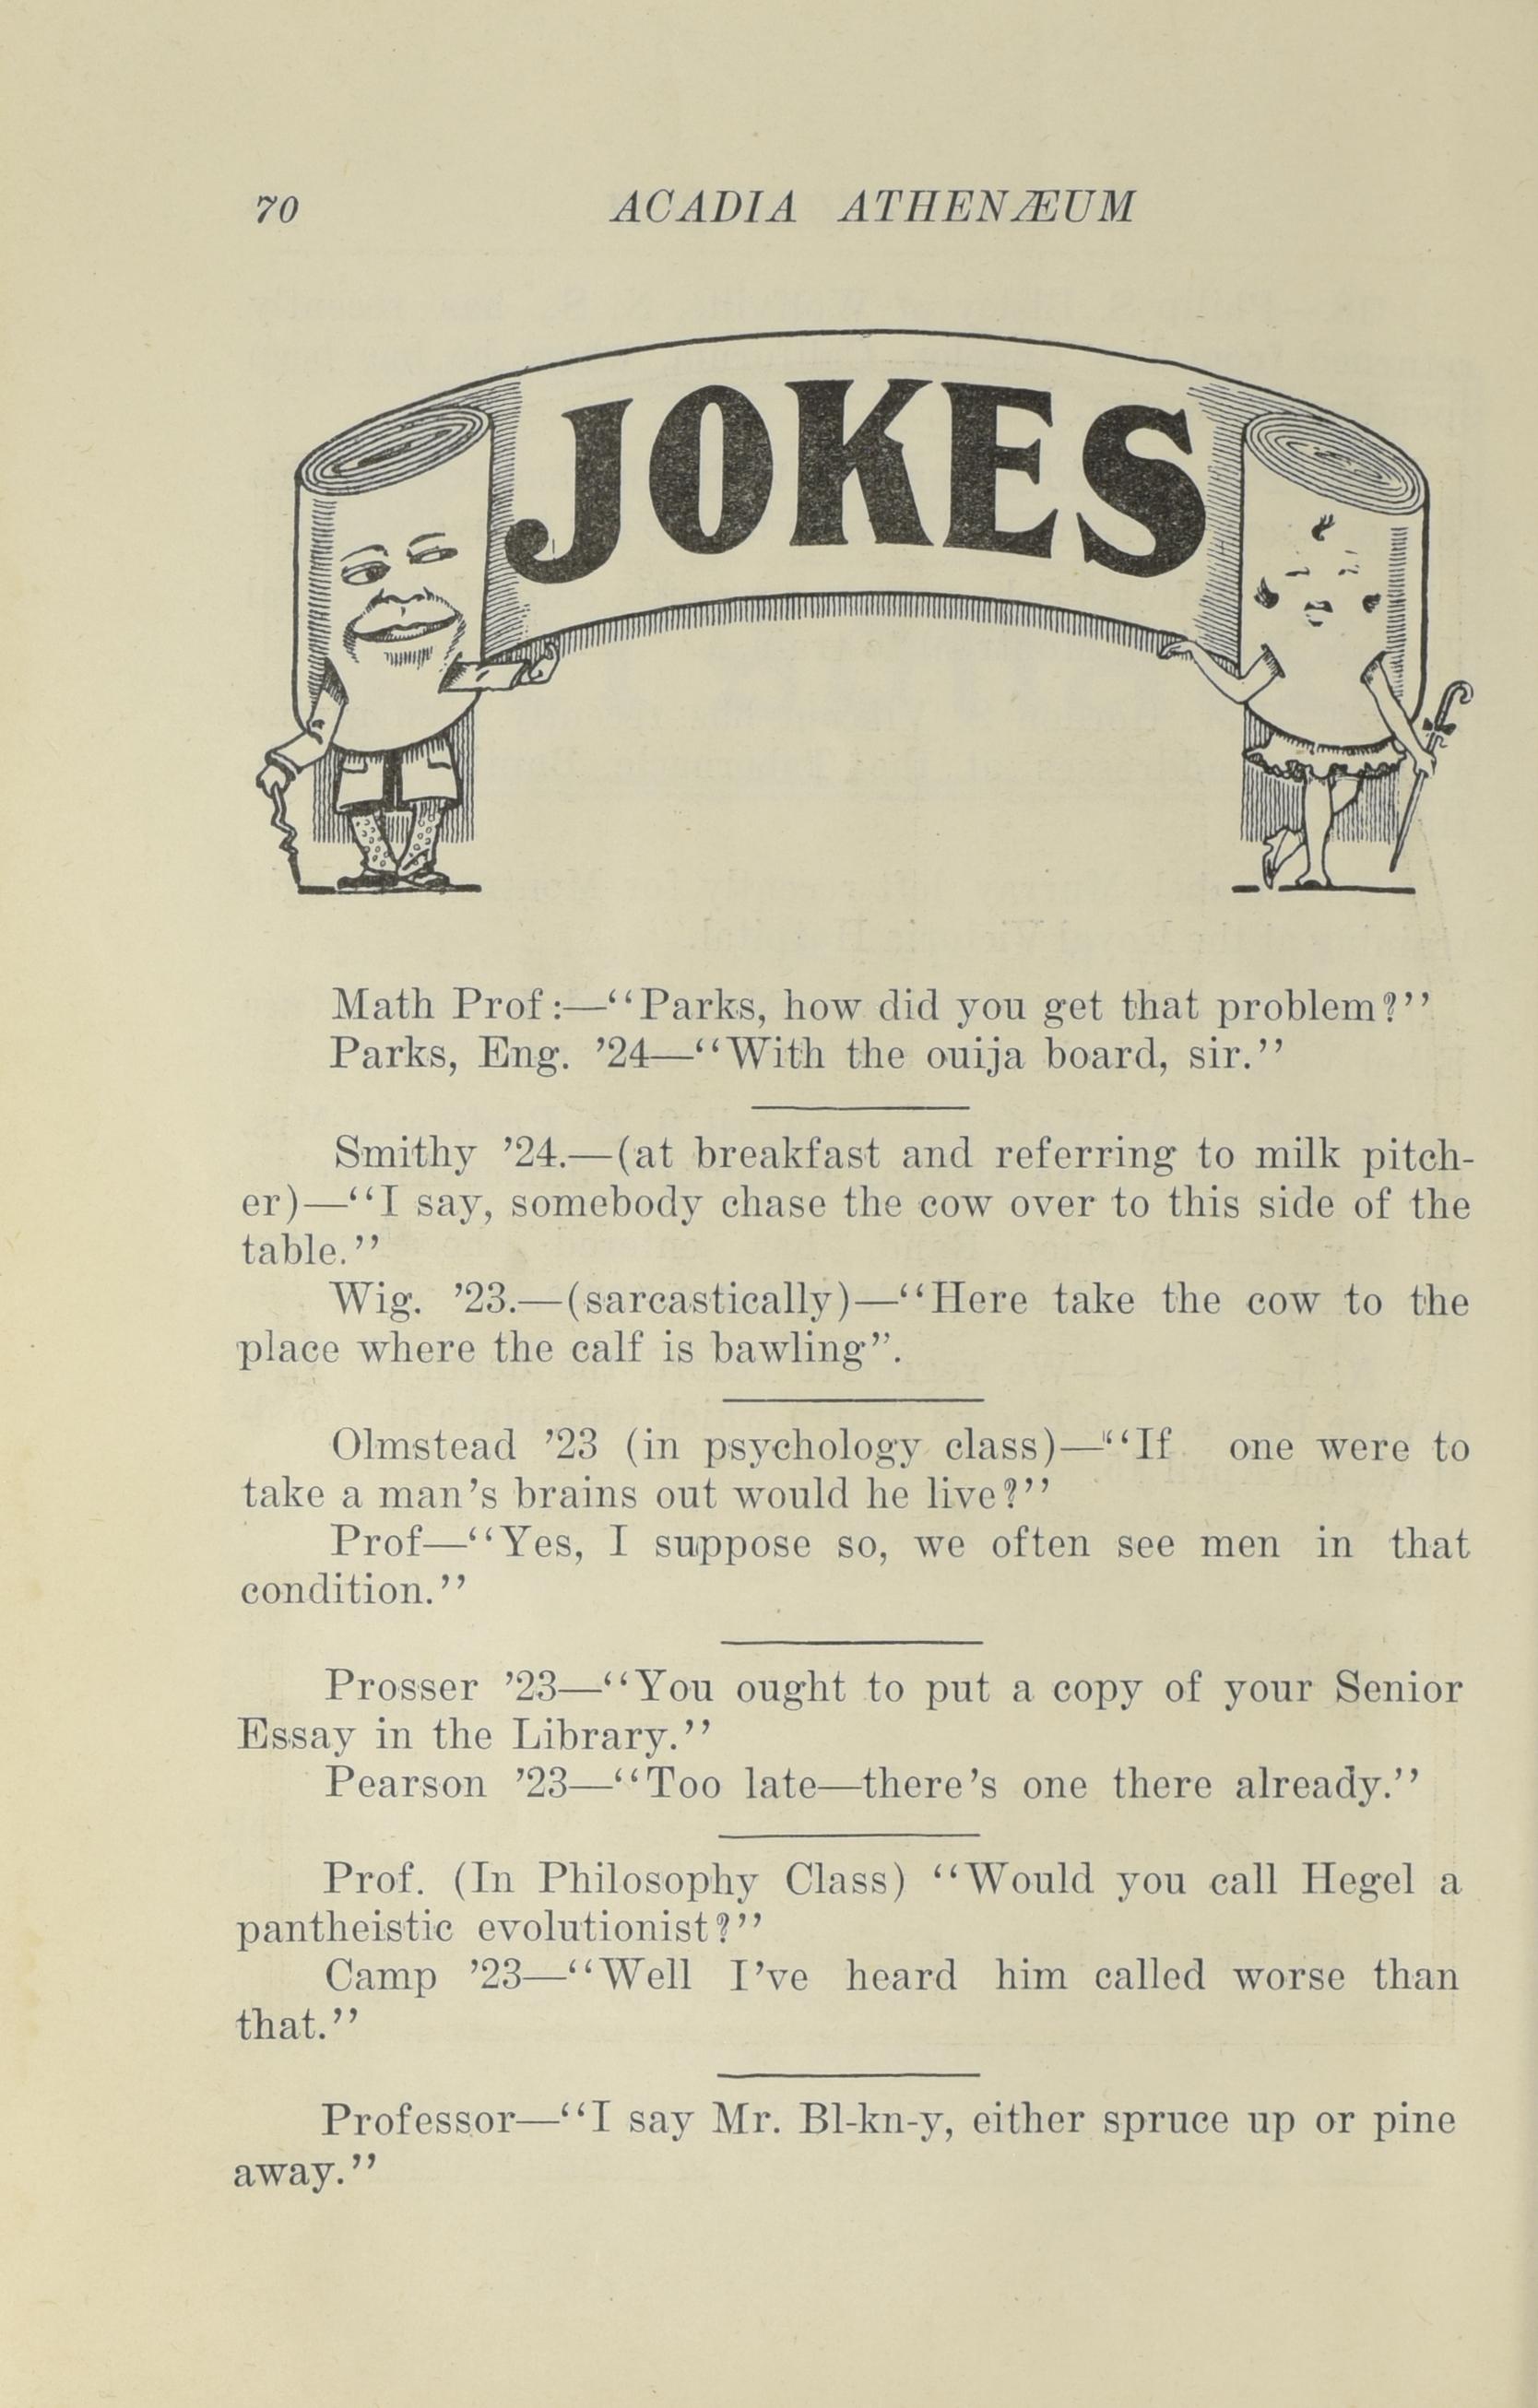 70 ACADIA ATHENÆUM
JOKES
Math Prof:—“Parks, how did you get that problem?”
Parks, Eng. ’24—“With the ouija board, sir.”
Smithy ’24.—(at breakfast and referring to milk pitch-
er)—“I say, somebody chase the cow over to this side of the
table.”
Wig. ’23.—(sarcastically)—“Here take the cow to the
place where the calf is bawling”.
Olmstead ’23 (in psychology class)—“If one were to
take a man’s brains out would he live?”
Prof—“Yes, I suppose so, we often see men in that
condition.”
Prosser ’23—“You ought to put a copy of your Senior
Essay in the Library.”
Pearson ’23—“Too late—there’s one there already.”
Prof. (In Philosophy Class) “Would you call Hegel a
pantheistic evolutionist?”
Camp ’23—“Well I’ve heard him called worse than
that.”
Professor—“I say Mr. Bl-kn-y, either spruce up or pine
away.”